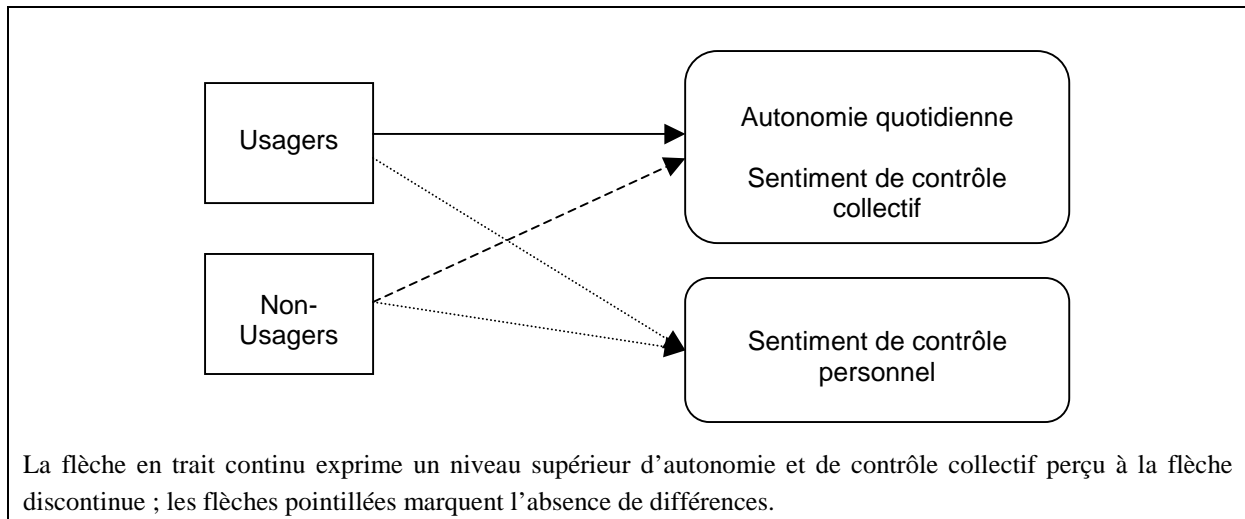 Usagers
Autonomie quotidienne
Sentiment de contrôle
collectif
Non-
Usagers
Sentiment de contrôle
personnel
La flèche en trait continu exprime un niveau supérieur d’autonomie et de contrôle collectif perçu à la flèche
discontinue ; les flèches pointillées marquent l’absence de différences.